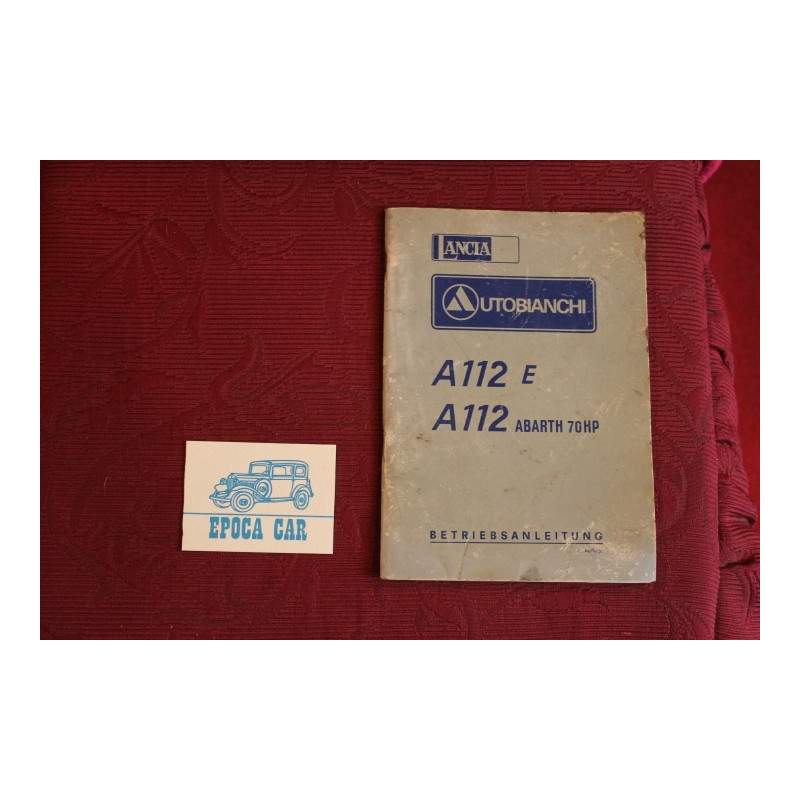 LANCIA
AUTOBIANCHI
A112 E
A112 ABARTH 70HP
BETRIEBSANLEITUNG
EPOCA CAR